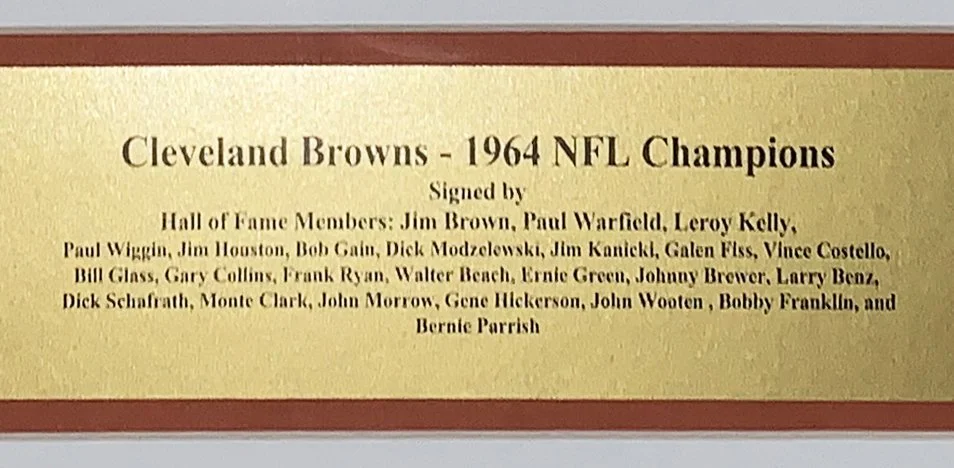 Cleveland Browns - 1964 NFL Champions
Signed by
Hall of Fame Members: Jim Brown, Paul Warfield, Leroy Kelly,
Paul Wiggin, Jim Houston, Bob Gain, Dick Modzelewski, Jim Kanicki, Galen Fiss, Vince Costello,
Bill Glass, Gary Collins, Frank Ryan, Walter Beach, Ernie Green, Johnny Brewer, Larry Benz,
Dick Schafrath, Monte Clark, John Morrow, Gene Hickerson, John Wooten , Bobby Franklin, and
Bernie Parrish